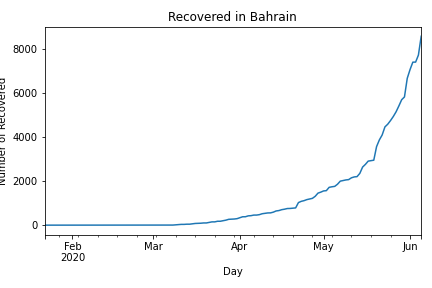 Recovered in Bahrain
Number of Recovered
8000
6000
4000
2000
0
Feb
2020
Mar
Apr
May
Jun
Day